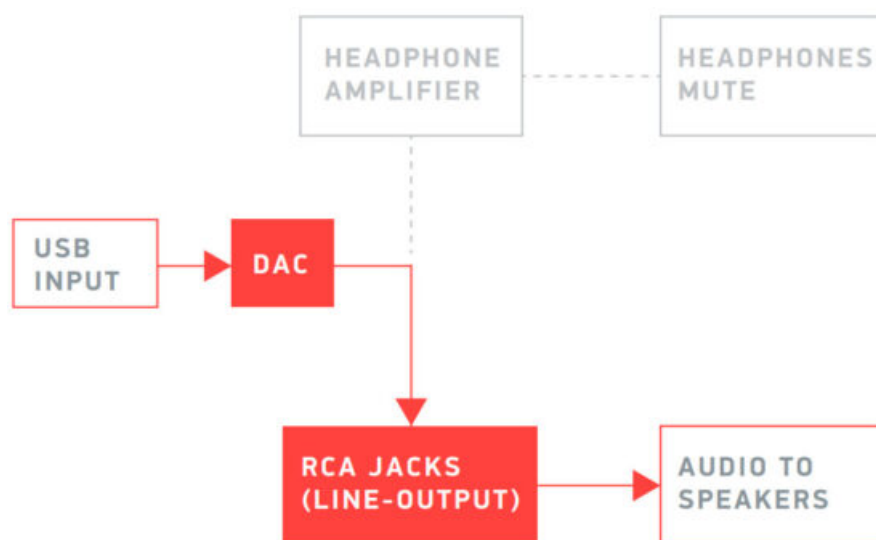 HEADPHONE
AMPLIFIER
HEADPHONES
MUTE
USB
INPUT
DAC
RCA JACKS
(LINE-OUTPUT)
AUDIO TO
SPEAKERS